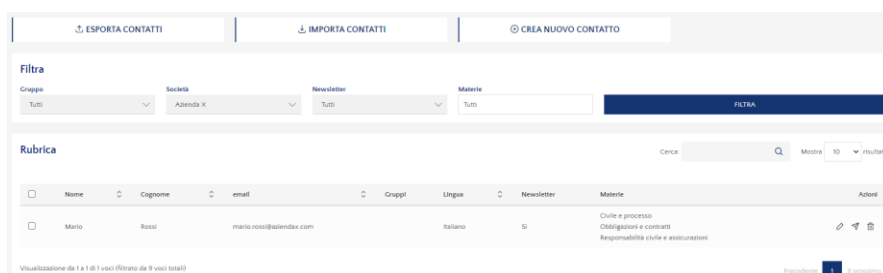 ESPORTA CONTATTI IMPORTA CONTATTI CREA NUOVO CONTATTO
Filtra
Gruppo Società Newsletter Materie
Tutti Azienda X Tutti Tutti FILTRA
Rubrica Cerca Mostra 10 risultati
Nome Cognome email Gruppi Lingua Newsletter Materie Azioni
Civile e processo
Mario Rossi mario.rossi@aziendax.com Italiano Sì Obbligazioni e contratti
Responsabilità civile e assicurazioni
Visualizzazione da 1 a 1 di 1 voci (filtrato da 9 voci totali) Precedente 1 Il prossimo